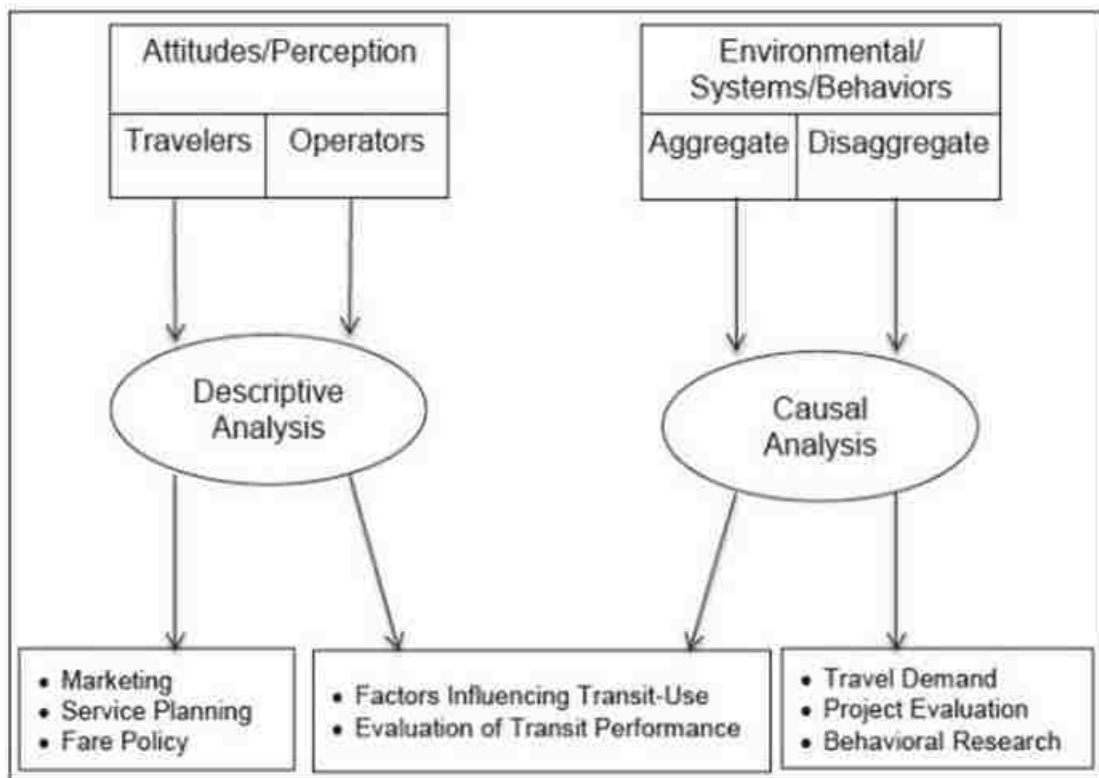 Attitudes/Perception
Travelers
Operators
Environmental/
Systems/Behaviors
Aggregate
Disaggregate
Descriptive
Analysis
Causal
Analysis
• Marketing
• Service Planning
• Fare Policy
• Factors Influencing Transit-Use
• Evaluation of Transit Performance
• Travel Demand
• Project Evaluation
• Behavioral Research